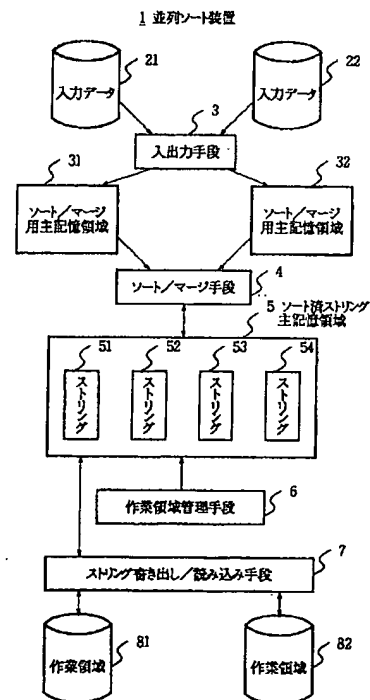 1 並列ソート装置
21
22
入力データ
入力データ
3
入出力手段
31
32
ソート/マージ
用主記憶領域
ソート/マージ
用主記憶領域
4
ソート/マージ手段
5 ソート済ストリング
主記憶領域
51
52
53
54
ストリング
ストリング
ストリング
ストリング
6
作業領域管理手段
7
ストリング書き出し/読み込み手段
81
82
作業領域
作業領域